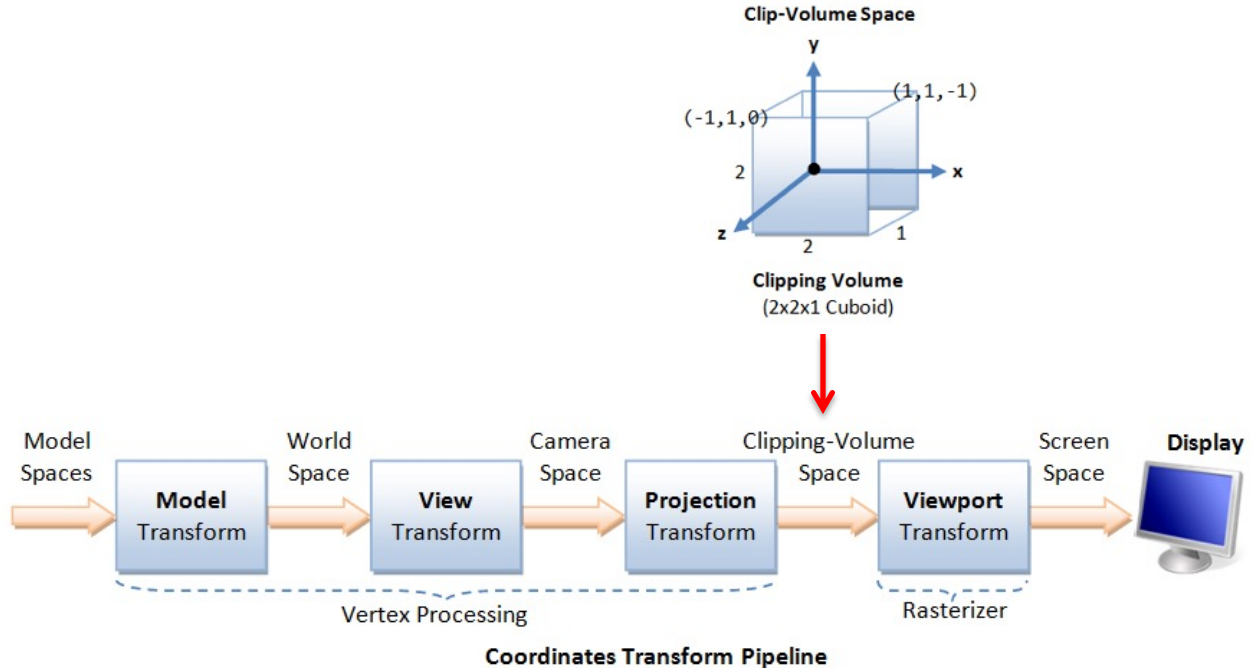 Clip-Volume Space
y
(1,1,-1)
(-1,1,0)
2
x
z
2
1
Clipping Volume
(2x2x1 Cuboid)
Model
Spaces
World
Space
Camera
Space
Clipping-Volume
Space
Screen
Space
Display
Model
Transform
View
Transform
Projection
Transform
Viewport
Transform
Vertex Processing
Rasterizer
Coordinates Transform Pipeline